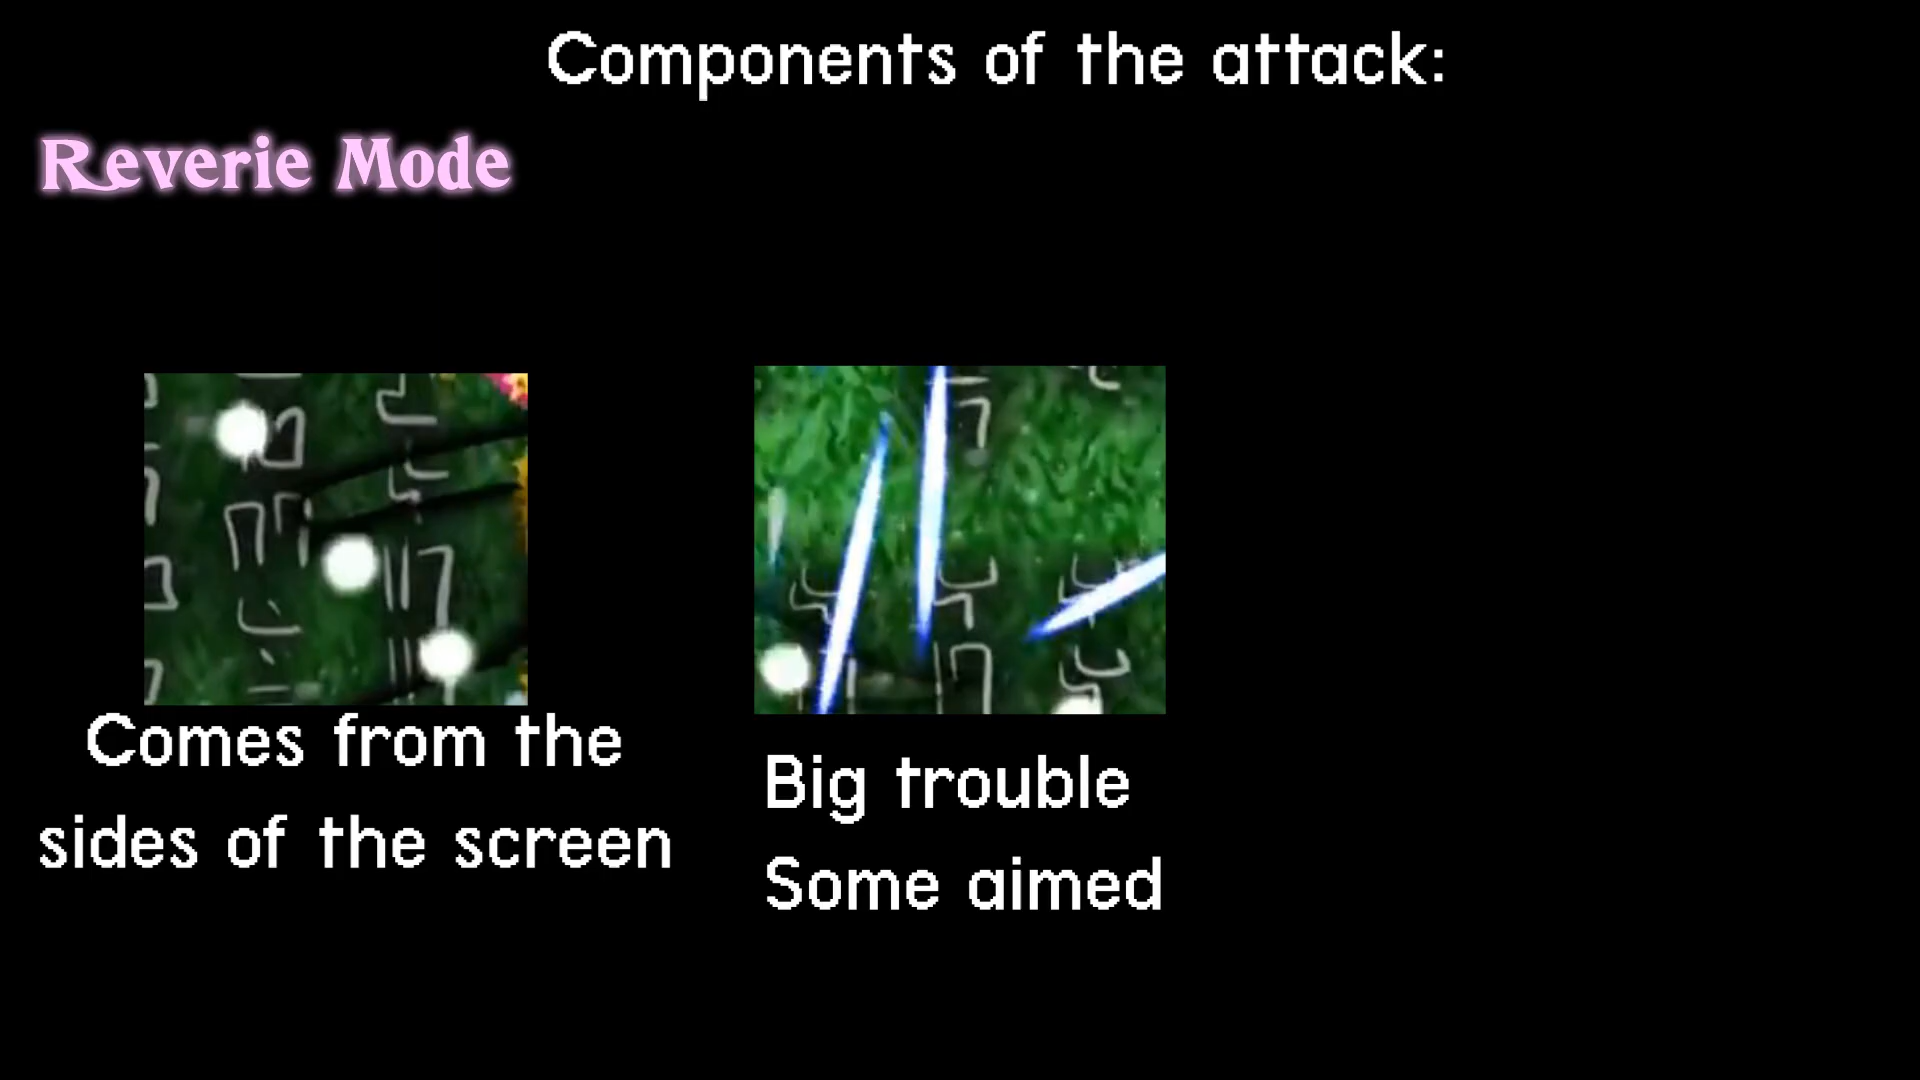 Components of the attack:
Reverie Mode
Comes from the
sides of the screen
Big trouble
Some aimed